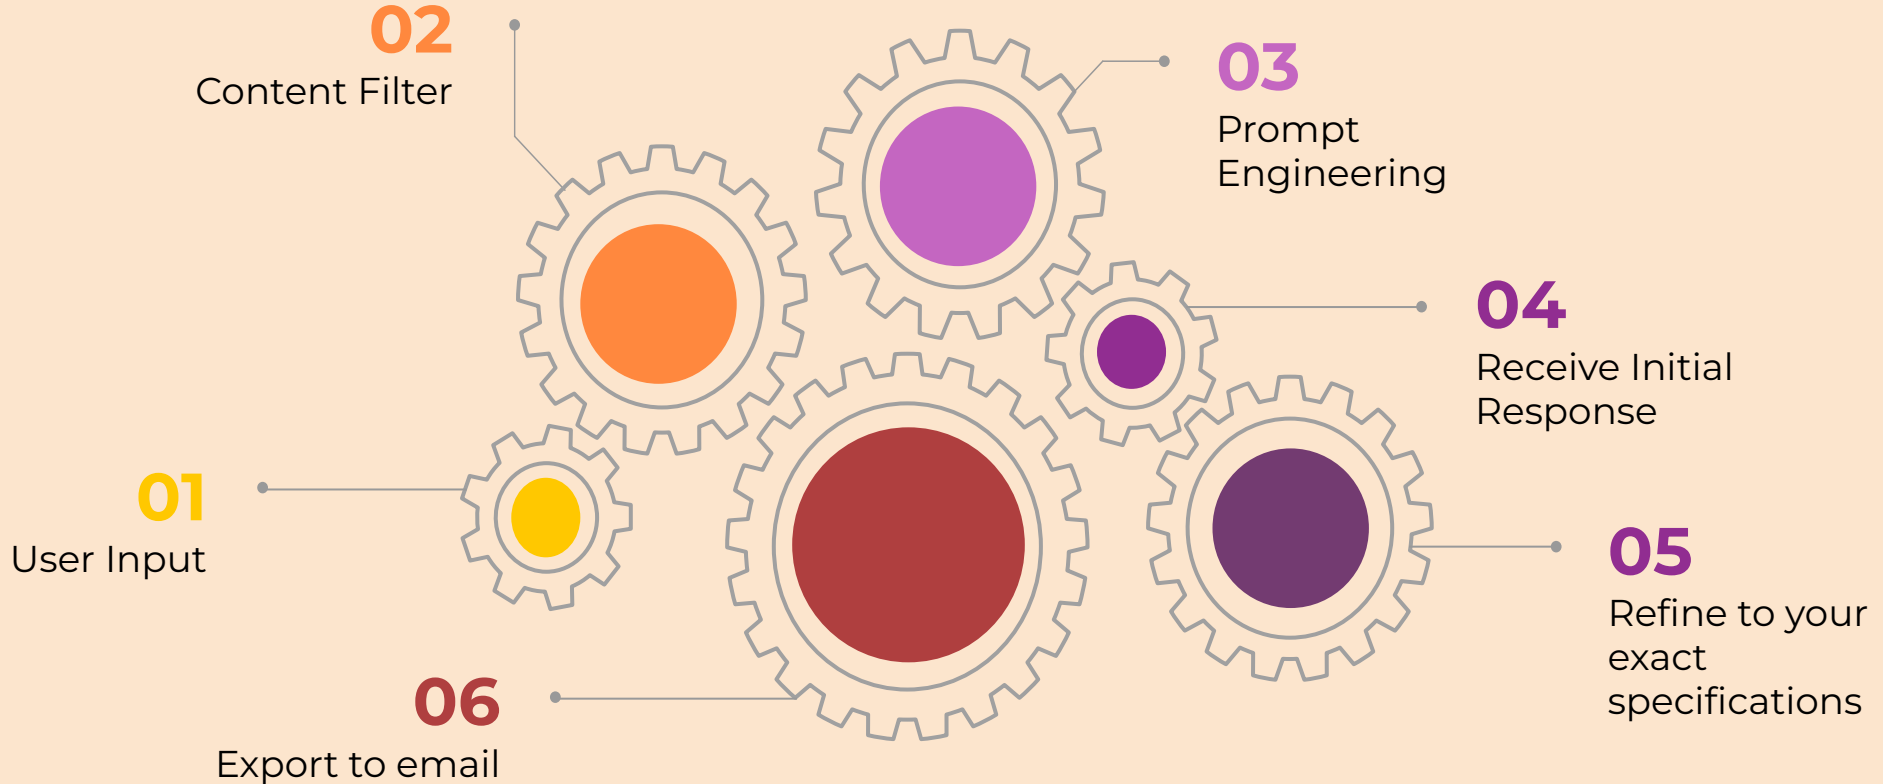 02
Content Filter
03
Prompt
Engineering
04
Receive Initial
Response
01
User Input
05
Refine to your
exact
specifications
06
Export to email